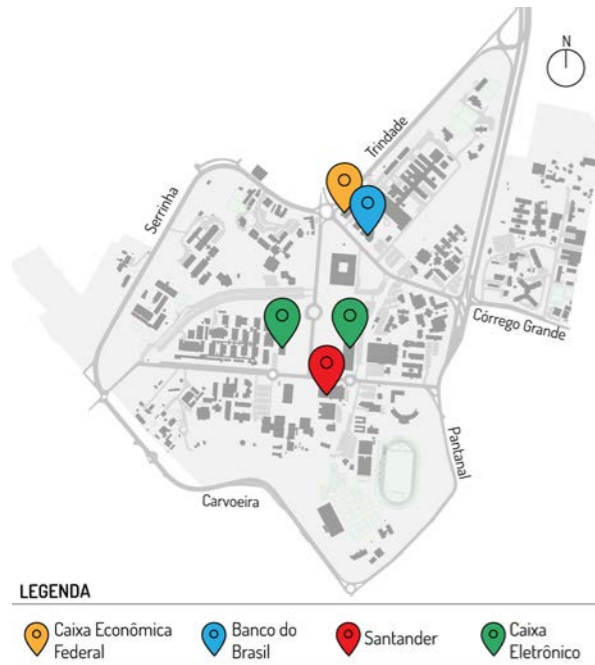 N
Trindade
Serrinha
Córrego Grande
Pantanal
Carvoeira
LEGENDA
Caixa Econômica
Federal
Banco do
Brasil
Santander
Caixa
Eletrônico